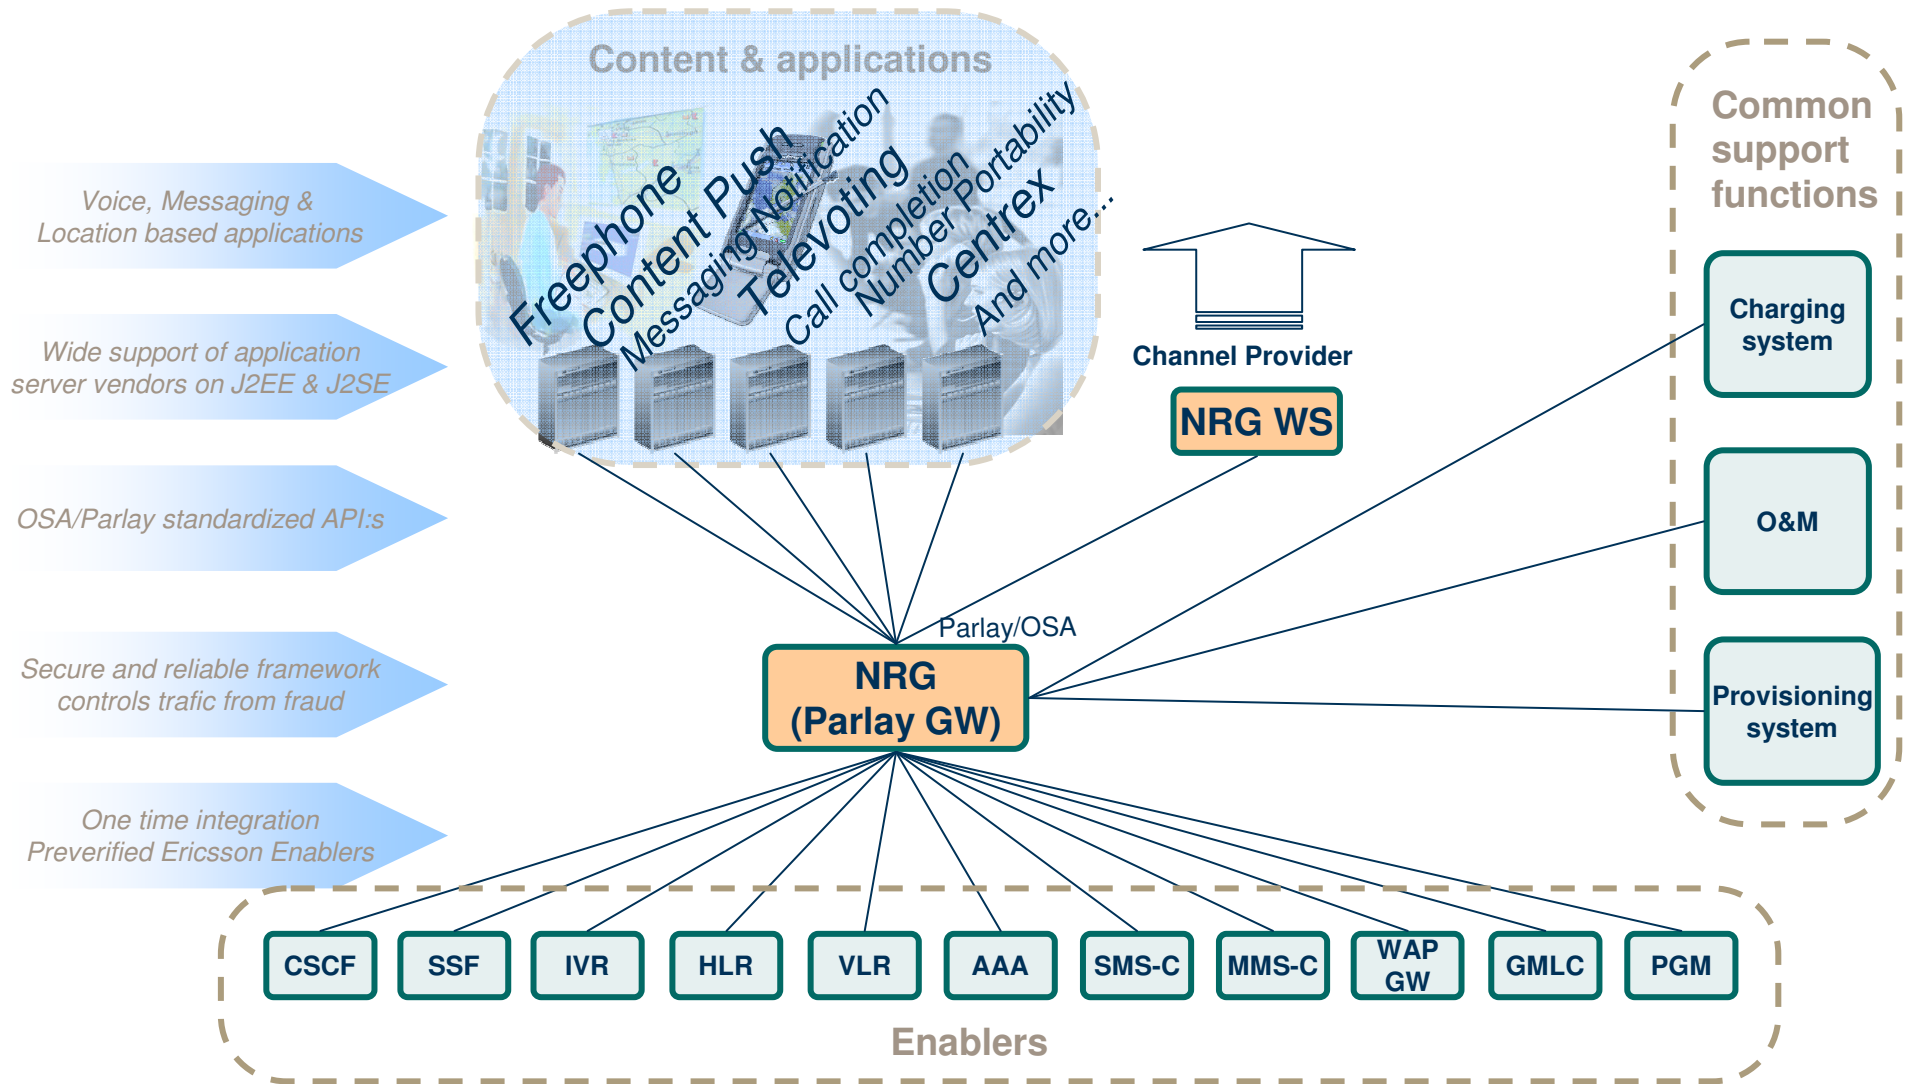 Content & applications
Freephone
Content Push
Messaging Notification
Televoting
Call completion
Number Portability
Centrex
And more...
Voice, Messaging &
Location based applications
Wide support of application
server vendors on J2EE & J2SE
OSA/Parlay standardized API:s
Secure and reliable framework
controls trafic from fraud
One time integration
Preverified Ericsson Enablers
Channel Provider
NRG WS
Parlay/OSA
NRG
(Parlay GW)
Common
support
functions
Charging
system
O&M
Provisioning
system
CSCF
SSF
IVR
HLR
VLR
AAA
SMS-C
MMS-C
WAP
GW
GMLC
PGM
Enablers